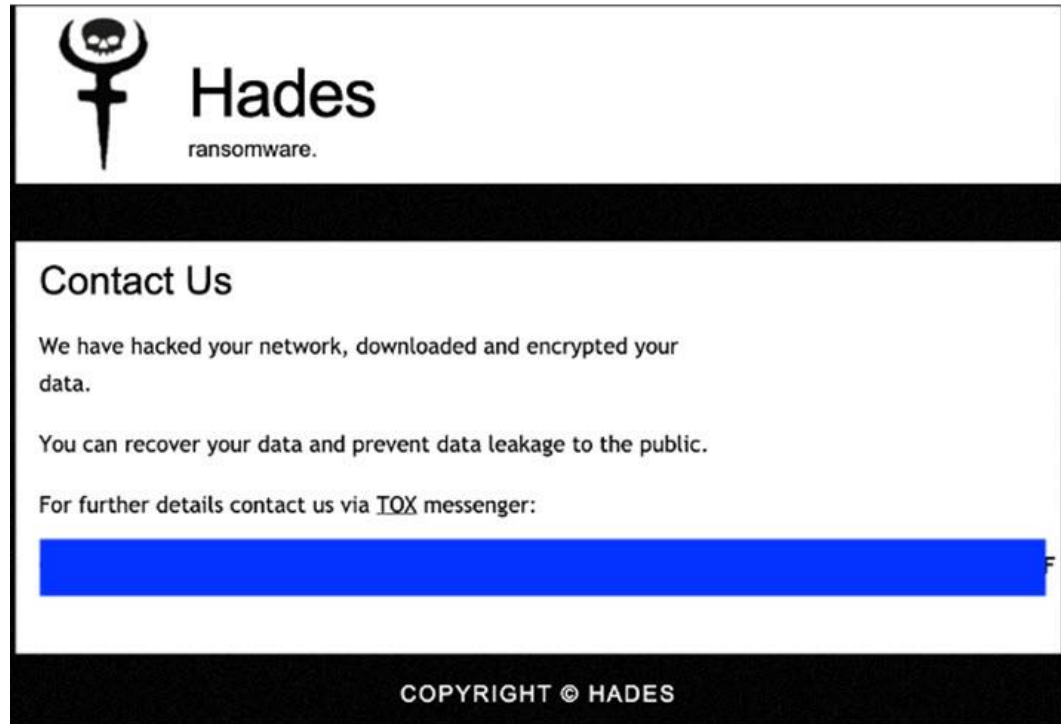 Hades
ransomware.
Contact Us
We have hacked your network, downloaded and encrypted your
data.
You can recover your data and prevent data leakage to the public.
For further details contact us via TOX messenger:
F
COPYRIGHT © HADES